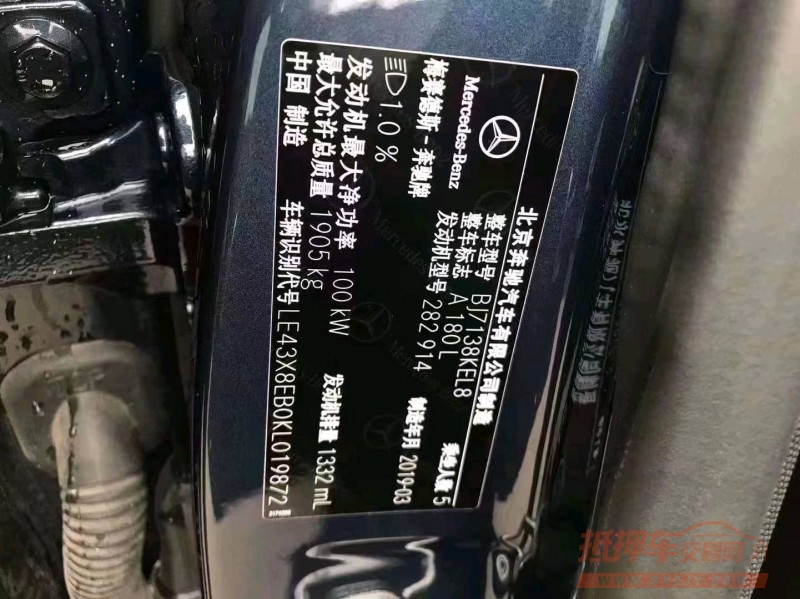 北京奔驰汽车有限公司制造
Mercedes-Benz
梅赛德斯-奔驰牌
整车型号 BJ7138KEL8
乘坐人数 5
整车标志 A 180 L
发动机型号 282 914
制造年月 2019-03
1.0 %
发动机最大净功率 100 kW
发动机排量 1332 mL
最大允许总质量 1905 kg
中国 制造
车辆识别代号 LE43X8EB0KL019872